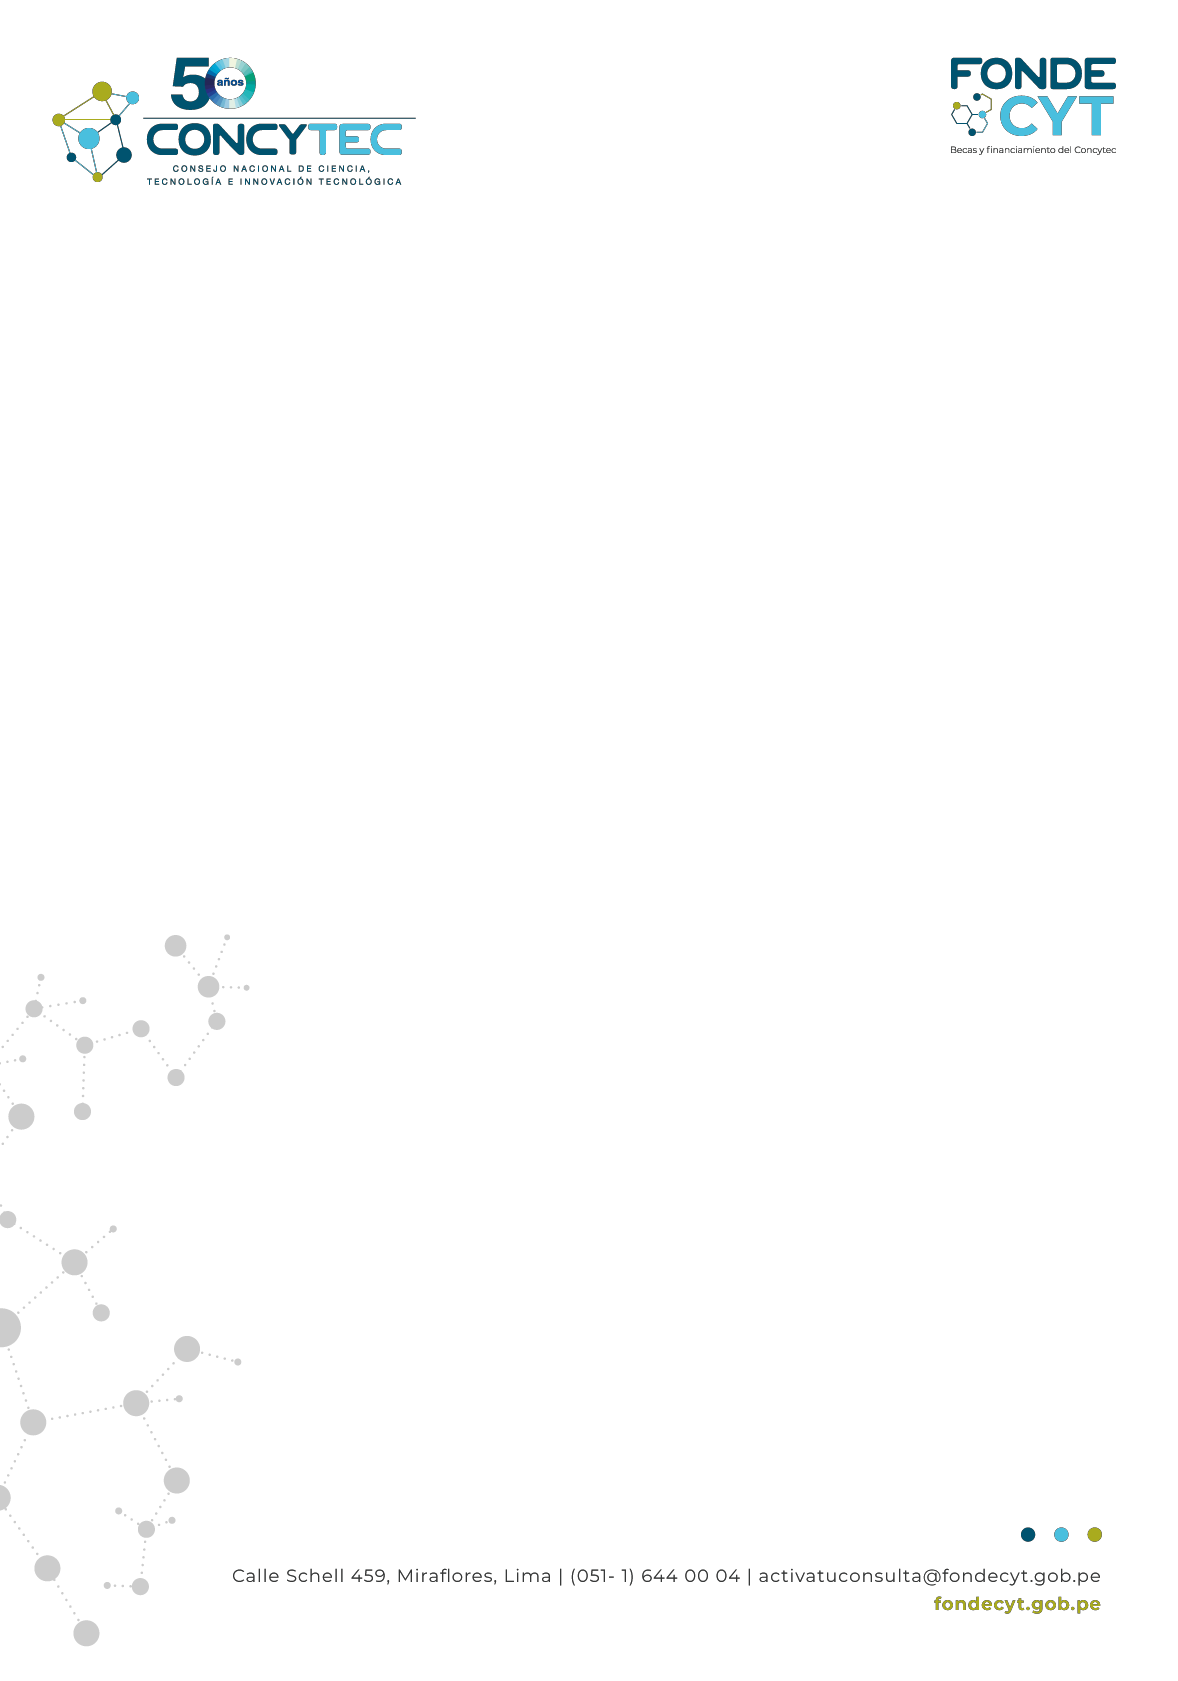 50 años
CONCYTEC
CONSEJO NACIONAL DE CIENCIA,
TECNOLOGÍA E INNOVACIÓN TECNOLÓGICA
FONDE
CYT
Becas y financiamiento del Concytec
Calle Schell 459, Miraflores, Lima | (051- 1) 644 00 04 | activatuconsulta@fondecyt.gob.pe
fondecyt.gob.pe